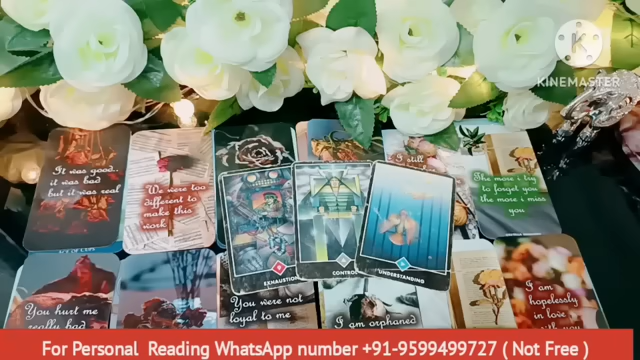 KINEMASTER
It was good..
it was bad
but it was real
We were too
different to
make this
work
I still
The more i try
to forget you
the more i miss
you
EXHAUSTION
CONTROL
UNDERSTANDING
You hurt me
really bad
You were not
loyal to me
I am orphaned
I am
hopelessly
in love
with you
For Personal Reading WhatsApp number +91-9599499727 ( Not Free )